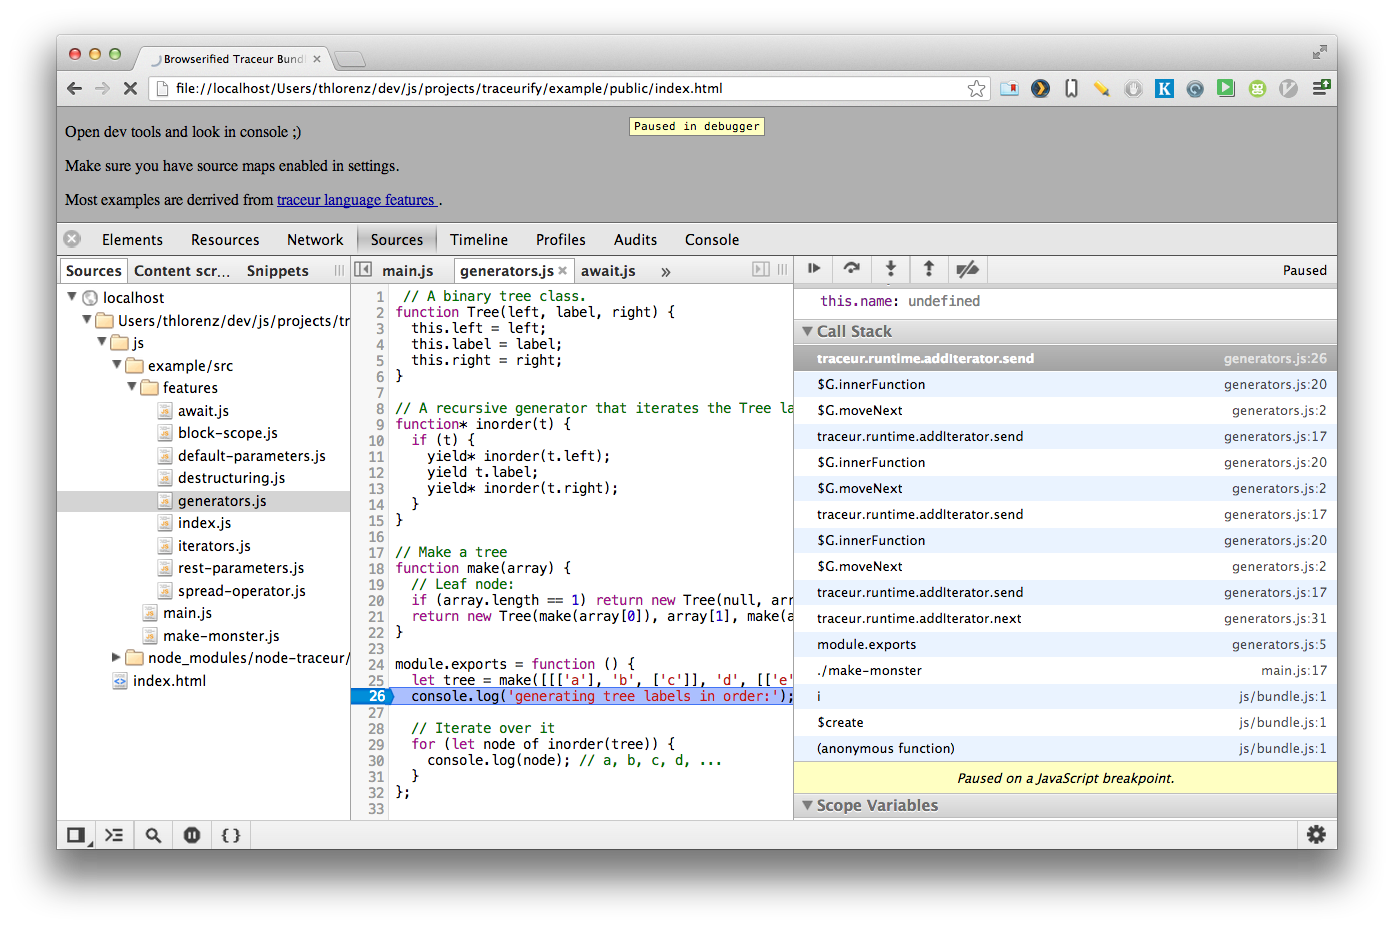 Browserified Traceur Bund
file://localhost/Users/thlorenz/dev/js/projects/traceurify/example/public/index.html
Paused in debugger
Open dev tools and look in console ;)
Make sure you have source maps enabled in settings.
Most examples are derrived from traceur language features .
Elements Resources Network Sources Timeline Profiles Audits Console
Sources Content scr... Snippets
localhost
Users/thlorenz/dev/js/projects/tr
js
example/src
features
await.js
block-scope.js
default-parameters.js
destructuring.js
generators.js
index.js
iterators.js
rest-parameters.js
spread-operator.js
main.js
make-monster.js
node_modules/node-traceur/
index.html
main.js generators.js await.js »
1 // A binary tree class.
2 function Tree(left, label, right) {
3 this.left = left;
4 this.label = label;
5 this.right = right;
6 }
7
8 // A recursive generator that iterates the Tree la
9 function* inorder(t) {
10 if (t) {
11 yield* inorder(t.left);
12 yield t.label;
13 yield* inorder(t.right);
14 }
15 }
16
17 // Make a tree
18 function make(array) {
19 // Leaf node:
20 if (array.length == 1) return new Tree(null, arr
21 return new Tree(make(array[0]), array[1], make(a
22 }
23
24 module.exports = function () {
25 let tree = make([[['a'], 'b', ['c']], 'd', [['e'
26 console.log('generating tree labels in order:');
27
28 // Iterate over it
29 for (let node of inorder(tree)) {
30 console.log(node); // a, b, c, d, ...
31 }
32 };
33
Paused
this.name: undefined
Call Stack
traceur.runtime.addIterator.send generators.js:26
$G.innerFunction generators.js:20
$G.moveNext generators.js:2
traceur.runtime.addIterator.send generators.js:17
$G.innerFunction generators.js:20
$G.moveNext generators.js:2
traceur.runtime.addIterator.send generators.js:17
$G.innerFunction generators.js:20
$G.moveNext generators.js:2
traceur.runtime.addIterator.send generators.js:17
traceur.runtime.addIterator.next generators.js:31
module.exports generators.js:5
./make-monster main.js:17
i js/bundle.js:1
$create js/bundle.js:1
(anonymous function) js/bundle.js:1
Paused on a JavaScript breakpoint.
Scope Variables